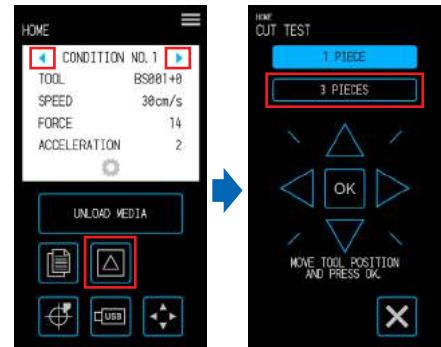 HOME
CONDITION NO. 1
TOOL BS001+0
SPEED 30cm/s
FORCE 14
ACCELERATION 2
UNLOAD MEDIA
USB
HOME
CUT TEST
1 PIECE
3 PIECES
OK
MOVE TOOL POSITION
AND PRESS OK.